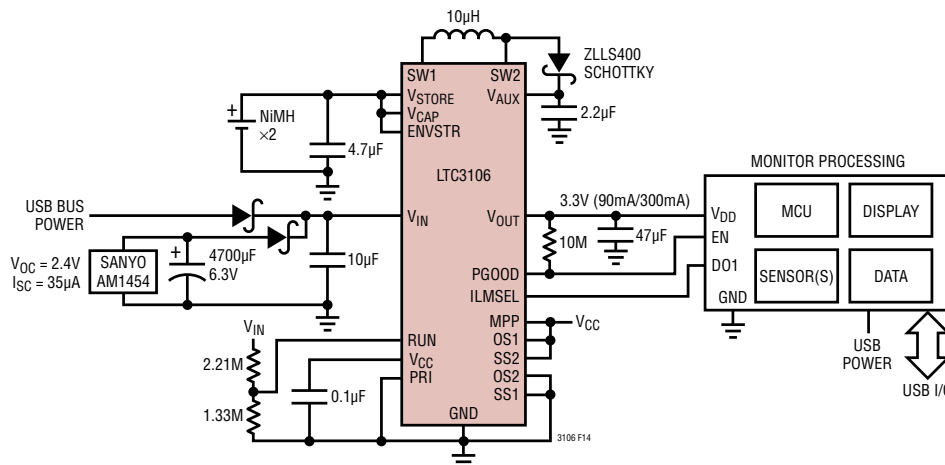 10µH
ZLLS400
SCHOTTKY
SW1
SW2
VSTORE
VAUX
NiMH
×2
VCAP
ENVSTR
2.2µF
4.7µF
LTC3106
MONITOR PROCESSING
USB BUS
POWER
VIN
VOUT
3.3V (90mA/300mA)
VDD
MCU
DISPLAY
EN
4700µF
6.3V
10M
47µF
VOC = 2.4V
ISC = 35µA
SANYO
AM1454
10µF
PGOOD
DO1
SENSOR(S)
DATA
ILMSEL
GND
MPP
VCC
VIN
RUN
OS1
USB
POWER
2.21M
VCC
SS2
PRI
OS2
USB I/O
0.1µF
SS1
1.33M
GND
3106 F14